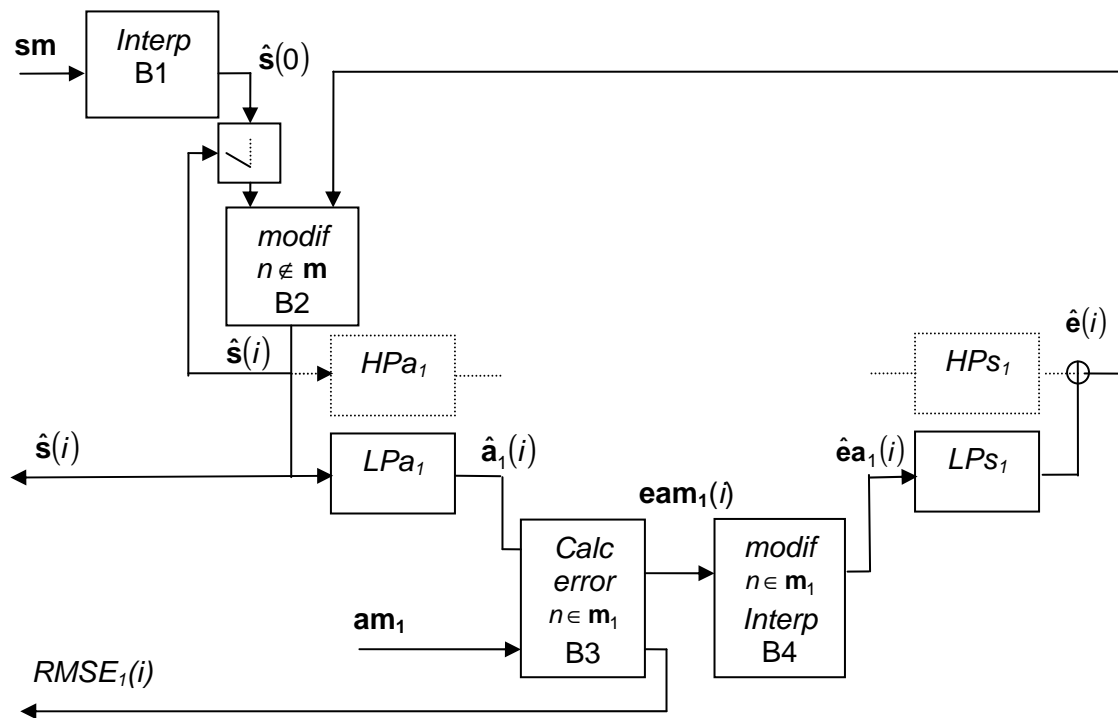 sm
Interp
B1
ŝ(0)
modif
n ∉ m
B2
ŝ(i)
HPa₁
HPs₁
ê(i)
ŝ(i)
LPa₁
â₁(i)
êa₁(i)
LPs₁
eam₁(i)
Calc
error
n ∈ m₁
B3
modif
n ∈ m₁
Interp
B4
am₁
RMSE₁(i)